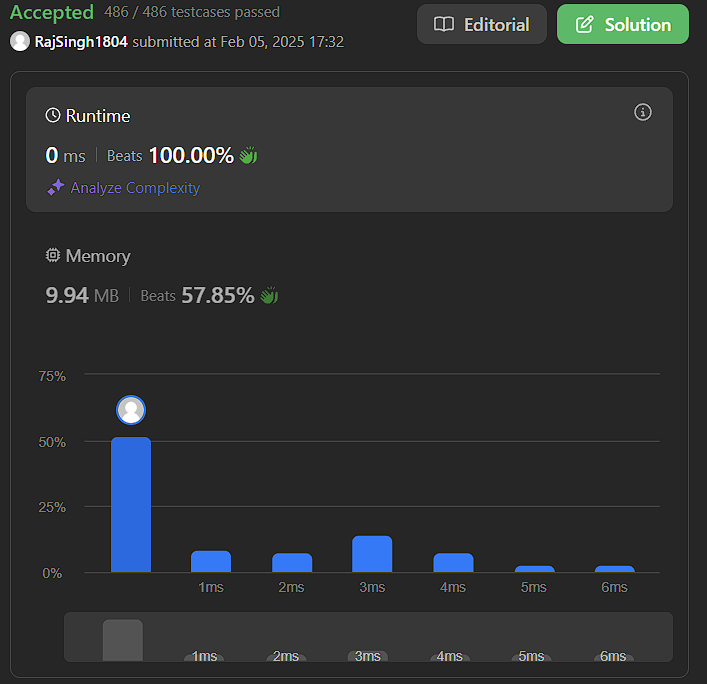 Accepted 486 / 486 testcases passed
RajSingh1804 submitted at Feb 05, 2025 17:32
Editorial
Solution
Runtime
0 ms | Beats 100.00%
Analyze Complexity
Memory
9.94 MB | Beats 57.85%
75%
50%
25%
0%
1ms 2ms 3ms 4ms 5ms 6ms
1ms 2ms 3ms 4ms 5ms 6ms